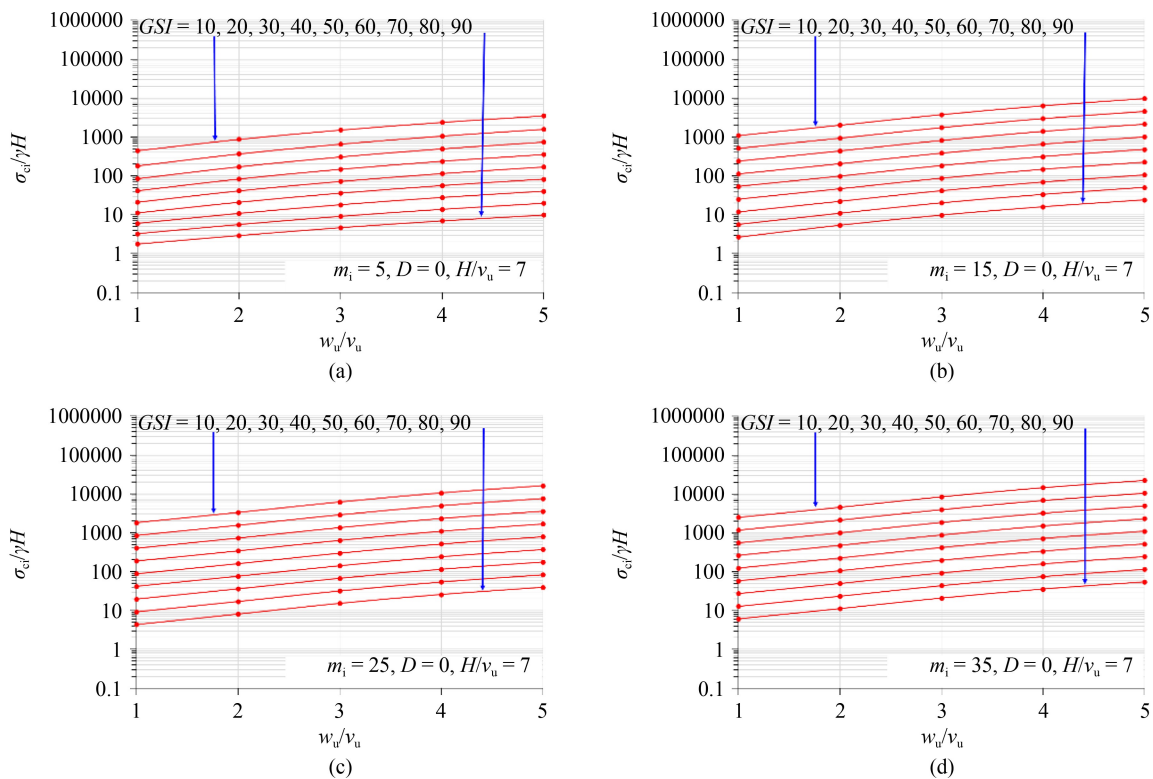 1000000
GSI = 10, 20, 30, 40, 50, 60, 70, 80, 90
100000
10000
1000
100
10
1
0.1
σci/γH
mi = 5, D = 0, H/vu = 7
1 2 3 4 5
wu/vu
(a)
1000000
GSI = 10, 20, 30, 40, 50, 60, 70, 80, 90
100000
10000
1000
100
10
1
0.1
σci/γH
mi = 15, D = 0, H/vu = 7
1 2 3 4 5
wu/vu
(b)
1000000
GSI = 10, 20, 30, 40, 50, 60, 70, 80, 90
100000
10000
1000
100
10
1
0.1
σci/γH
mi = 25, D = 0, H/vu = 7
1 2 3 4 5
wu/vu
(c)
1000000
GSI = 10, 20, 30, 40, 50, 60, 70, 80, 90
100000
10000
1000
100
10
1
0.1
σci/γH
mi = 35, D = 0, H/vu = 7
1 2 3 4 5
wu/vu
(d)